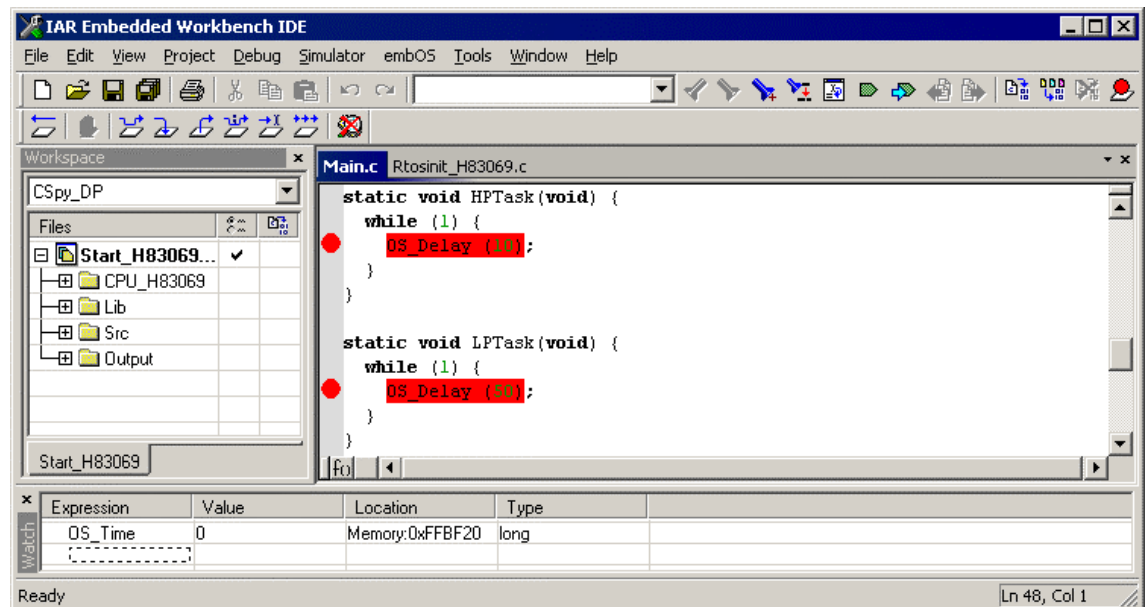 IAR Embedded Workbench IDE
File Edit View Project Debug Simulator embOS Tools Window Help
Workspace
CSpy_DP
Files
Start_H83069...
CPU_H83069
Lib
Src
Output
Start_H83069
Main.c Rtosinit_H83069.c
static void HPTask(void) {
while (1) {
OS_Delay (10);
}
}
static void LPTask(void) {
while (1) {
OS_Delay (50);
}
}
Watch
Expression Value Location Type
OS_Time 0 Memory:0xFFBF20 long
Ready Ln 48, Col 1